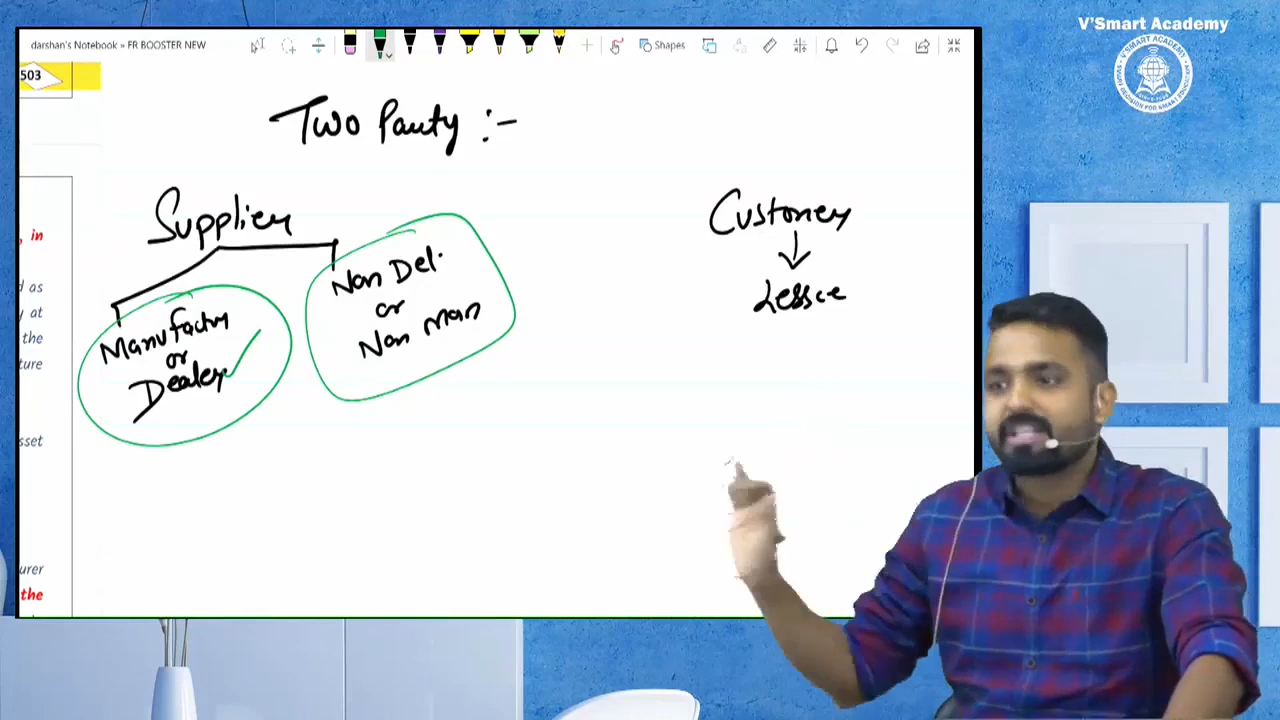 V'Smart Academy
darshan's Notebook » FR BOOSTER NEW
Shapes
503
Two Party :-
Supplier
Customer
Manufactur
or
Dealer
Non Del.
or
Non Man
Lessee
, in
d as
y at
the
ture
sset
urer
the